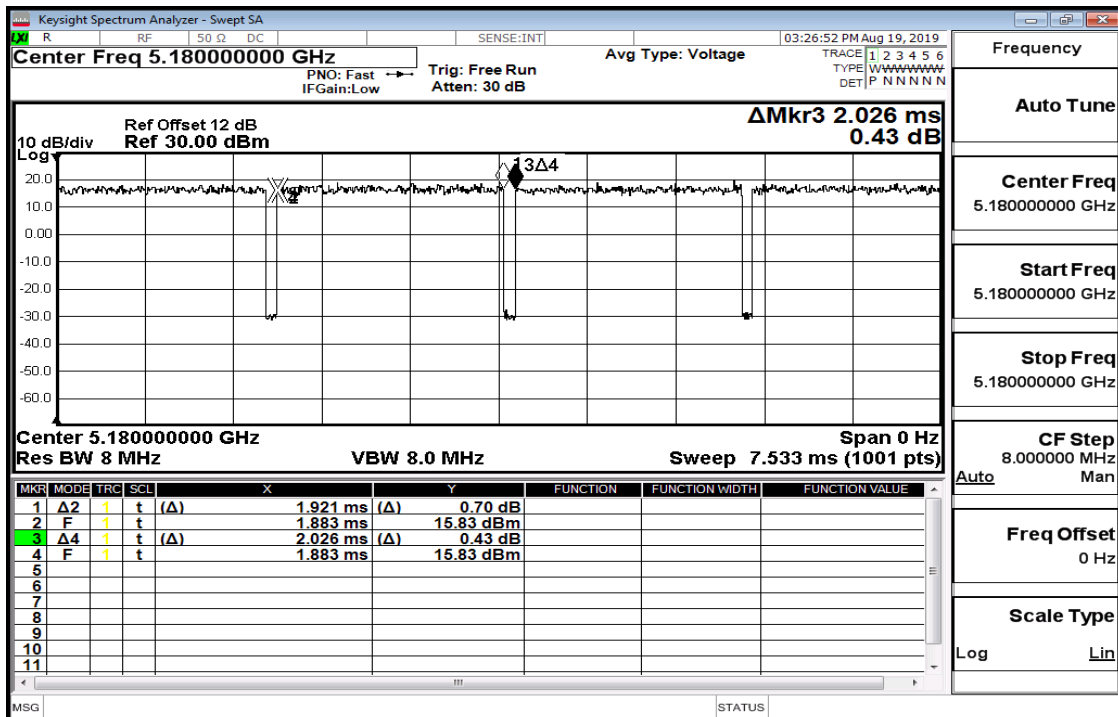 Keysight Spectrum Analyzer - Swept SA
LXI R RF 50 Ω DC SENSE:INT 03:26:52 PM Aug 19, 2019
Center Freq 5.180000000 GHz
PNO: Fast
IFGain:Low
Trig: Free Run
Atten: 30 dB
Avg Type: Voltage
TRACE 1 2 3 4 5 6
TYPE WWWWWW
DET P N N N N N
ΔMkr3 2.026 ms
0.43 dB
Ref Offset 12 dB
10 dB/div Ref 30.00 dBm
Log
20.0
10.0
0.00
-10.0
-20.0
-30.0
-40.0
-50.0
-60.0
13Δ4
Center 5.180000000 GHz Span 0 Hz
Res BW 8 MHz VBW 8.0 MHz Sweep 7.533 ms (1001 pts)
MKR MODE TRC SCL X Y FUNCTION FUNCTION WIDTH FUNCTION VALUE
1 Δ2 1 t (Δ) 1.921 ms (Δ) 0.70 dB
2 F 1 t 1.883 ms 15.83 dBm
3 Δ4 1 t (Δ) 2.026 ms (Δ) 0.43 dB
4 F 1 t 1.883 ms 15.83 dBm
5
6
7
8
9
10
11
MSG STATUS
Frequency
Auto Tune
Center Freq
5.180000000 GHz
Start Freq
5.180000000 GHz
Stop Freq
5.180000000 GHz
CF Step
8.000000 MHz
Auto Man
Freq Offset
0 Hz
Scale Type
Log Lin